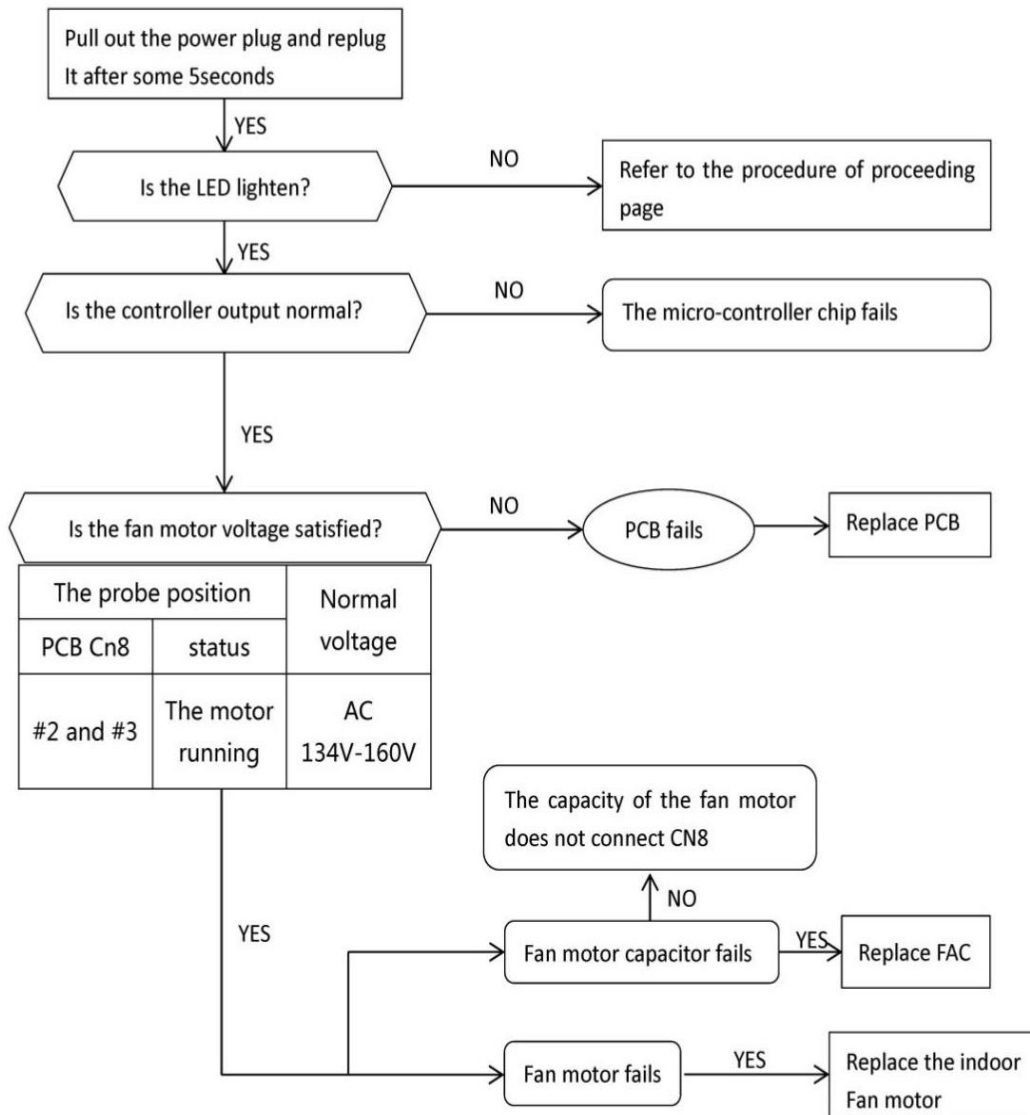 Pull out the power plug and replug
It after some 5seconds
YES
Is the LED lighten?
NO
Refer to the procedure of proceeding
page
YES
Is the controller output normal?
NO
The micro-controller chip fails
YES
Is the fan motor voltage satisfied?
NO
PCB fails
Replace PCB
The probe position
Normal
voltage
PCB Cn8
status
#2 and #3
The motor
running
AC
134V-160V
The capacity of the fan motor
does not connect CN8
NO
YES
Fan motor capacitor fails
YES
Replace FAC
Fan motor fails
YES
Replace the indoor
Fan motor